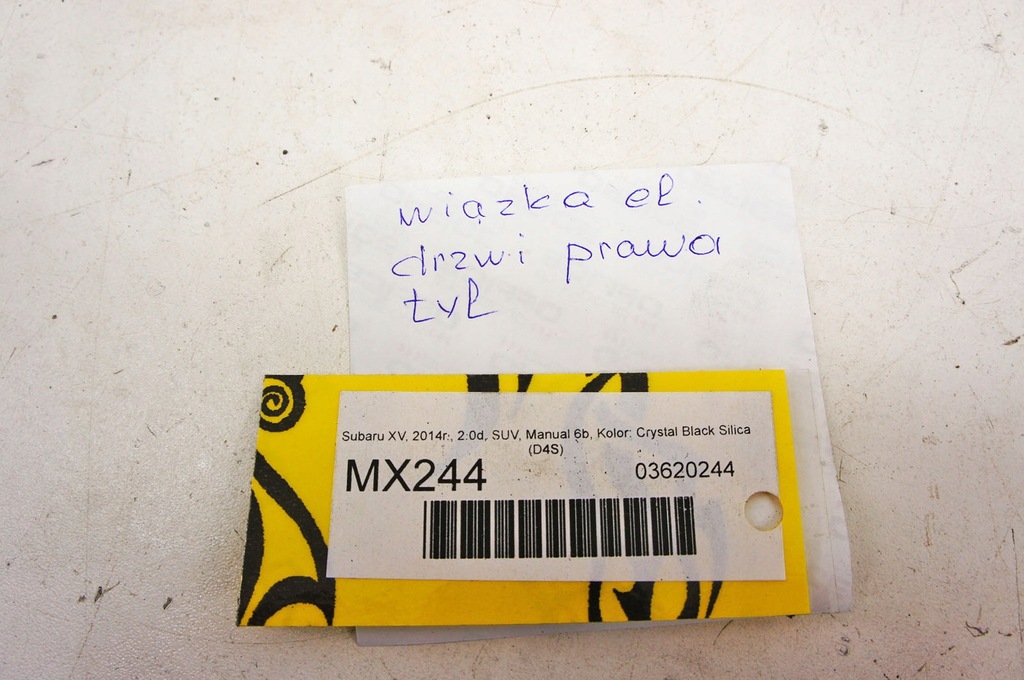 wiązka el.
drzwi prawa
tył
Subaru XV, 2014r., 2.0d, SUV, Manual 6b, Kolor: Crystal Black Silica
(D4S)
MX244 03620244